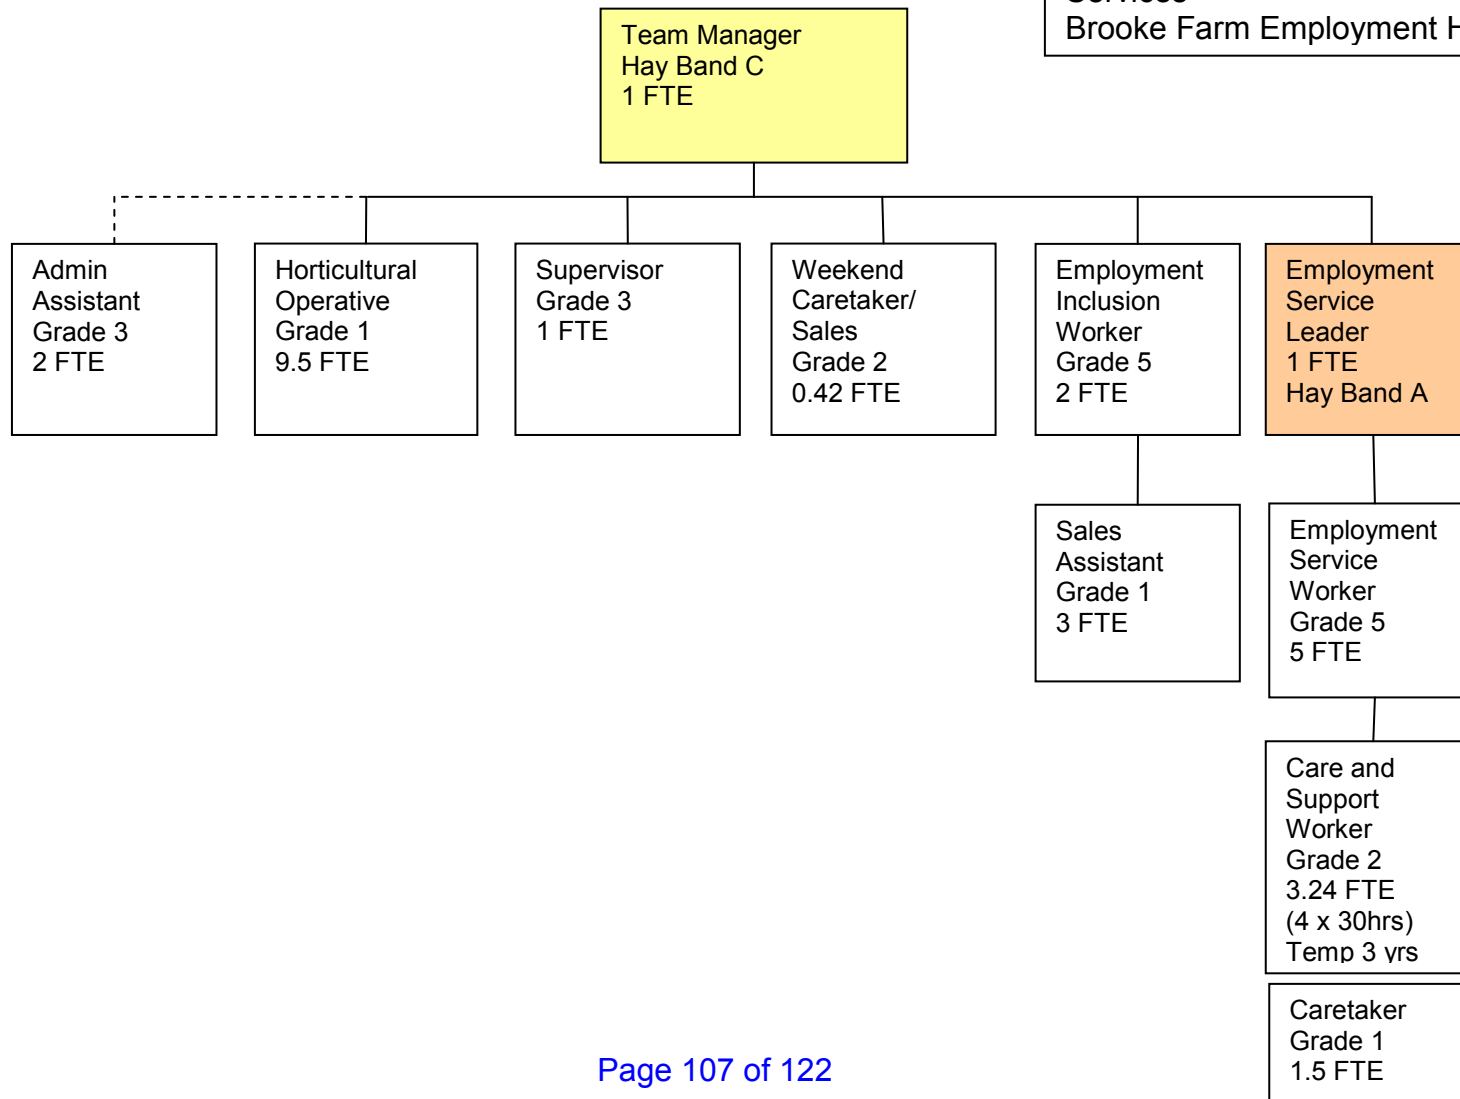 Services
Brooke Farm Employment H
Team Manager
Hay Band C
1 FTE
Admin
Assistant
Grade 3
2 FTE
Horticultural
Operative
Grade 1
9.5 FTE
Supervisor
Grade 3
1 FTE
Weekend
Caretaker/
Sales
Grade 2
0.42 FTE
Employment
Inclusion
Worker
Grade 5
2 FTE
Employment
Service
Leader
1 FTE
Hay Band A
Sales
Assistant
Grade 1
3 FTE
Employment
Service
Worker
Grade 5
5 FTE
Care and
Support
Worker
Grade 2
3.24 FTE
(4 x 30hrs)
Temp 3 yrs
Caretaker
Grade 1
1.5 FTE
Page 107 of 122